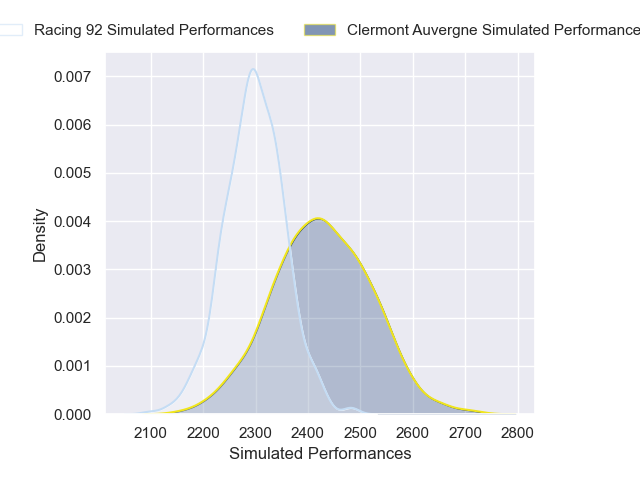 Racing 92 Simulated Performances Clermont Auvergne Simulated Performance
0.007
0.006
0.005
0.004
0.003
0.002
0.001
0.000
Density
2100 2200 2300 2400 2500 2600 2700 2800
Simulated Performances